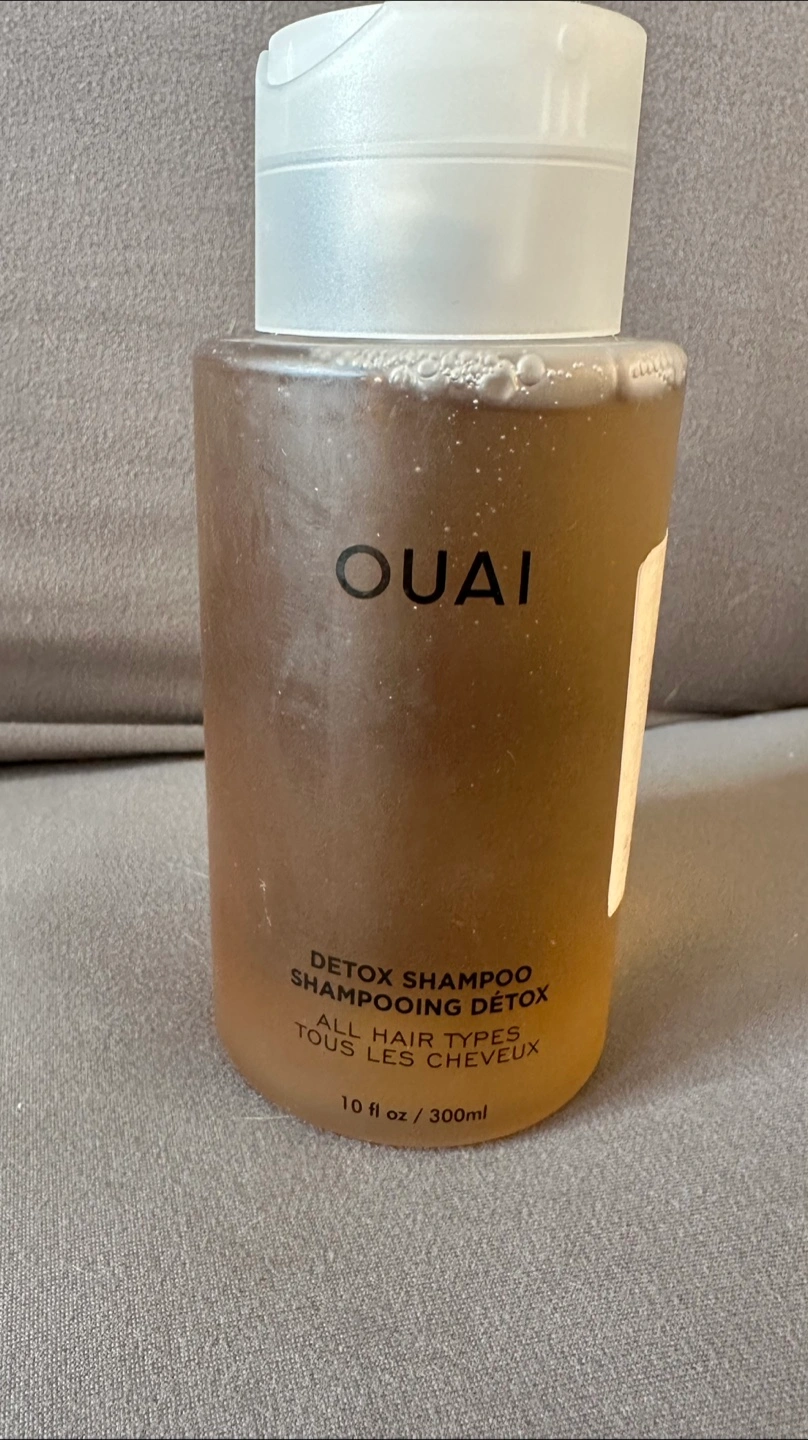 OUAI
DETOX SHAMPOO
SHAMPOOING DÉTOX
ALL HAIR TYPES
TOUS LES CHEVEUX
10 fl oz / 300ml